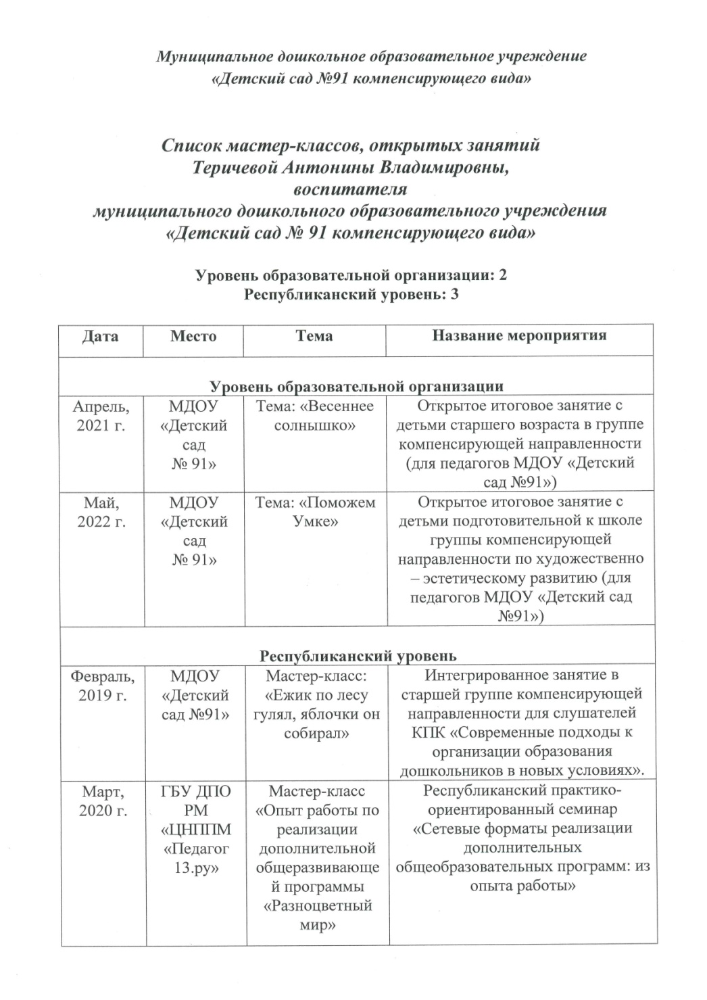 Муниципальное дошкольное образовательное учреждение
«Детский сад №91 компенсирующего вида»
Список мастер-классов, открытых занятий
Теричевой Антонины Владимировны,
воспитателя
муниципального дошкольного образовательного учреждения
«Детский сад № 91 компенсирующего вида»
Уровень образовательной организации: 2
Республиканский уровень: 3
Дата Место Тема Название мероприятия
Уровень образовательной организации
Апрель,
2021 г.
МДОУ
«Детский
сад
№ 91»
Тема: «Весеннее
солнышко»
Открытое итоговое занятие с
детьми старшего возраста в группе
компенсирующей направленности
(для педагогов МДОУ «Детский
сад №91»)
Май,
2022 г.
МДОУ
«Детский
сад
№ 91»
Тема: «Поможем
Умке»
Открытое итоговое занятие с
детьми подготовительной к школе
группы компенсирующей
направленности по художественно
– эстетическому развитию (для
педагогов МДОУ «Детский сад
№91»)
Республиканский уровень
Февраль,
2019 г.
МДОУ
«Детский
сад №91»
Мастер-класс:
«Ежик по лесу
гулял, яблочки он
собирал»
Интегрированное занятие в
старшей группе компенсирующей
направленности для слушателей
КПК «Современные подходы к
организации образования
дошкольников в новых условиях».
Март,
2020 г.
ГБУ ДПО
РМ
«ЦНППМ
«Педагог
13.ру»
Мастер-класс
«Опыт работы по
реализации
дополнительной
общеразвивающе
й программы
«Разноцветный
мир»
Республиканский практико-
ориентированный семинар
«Сетевые форматы реализации
дополнительных
общеобразовательных программ: из
опыта работы»